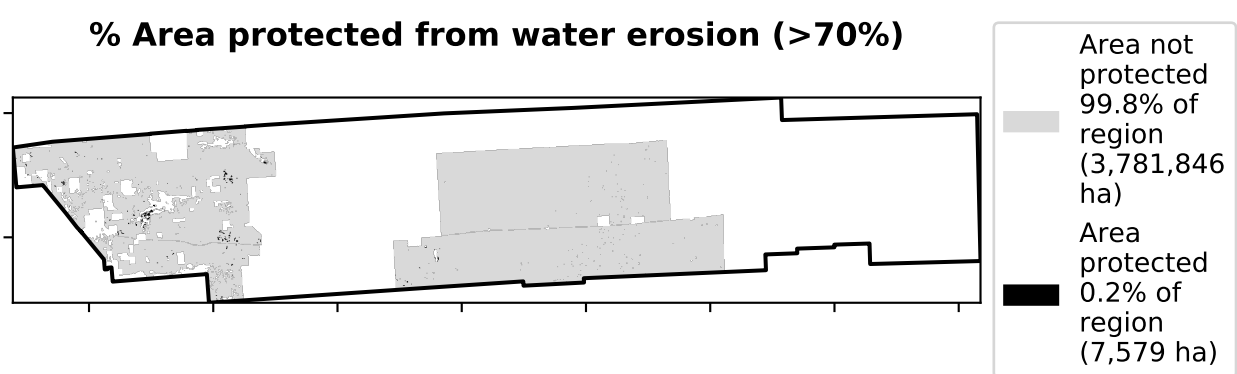 % Area protected from water erosion (>70%)
Area not
protected
99.8% of
region
(3,781,846
ha)
Area
protected
0.2% of
region
(7,579 ha)